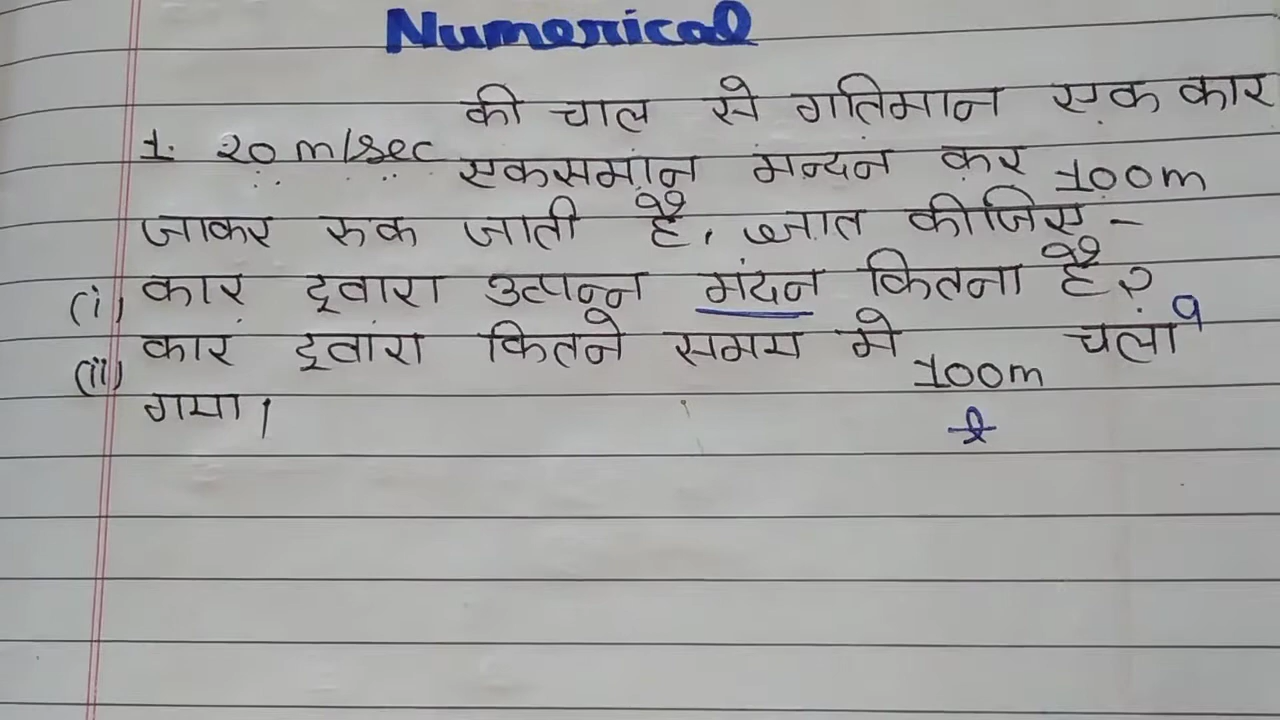 Numerical
1. 20 m/sec की चाल से गतिमान एक कार
एकसमान मन्दन कर 100m
जाकर रुक जाती है, ज्ञात कीजिए -
(i) कार द्वारा उत्पन्न मंदन कितना है?
(ii) कार द्वारा कितने समय मे 100m चला
गया।